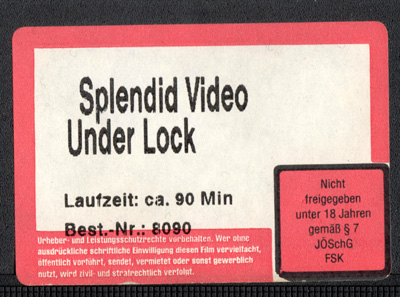 Splendid Video
Under Lock
Laufzeit: ca. 90 Min
Best.-Nr.: 8090
Urheber- und Leistungsschutzrechte vorbehalten. Wer ohne
ausdrückliche schriftliche Einwilligung diesen Film vervielfacht,
öffentlich vorführt, sendet, vermietet oder sonst gewerblich
nutzt, wird zivil- und strafrechtlich verfolgt.
Nicht
freigegeben
unter 18 Jahren
gemäß § 7
JÖSchG
FSK